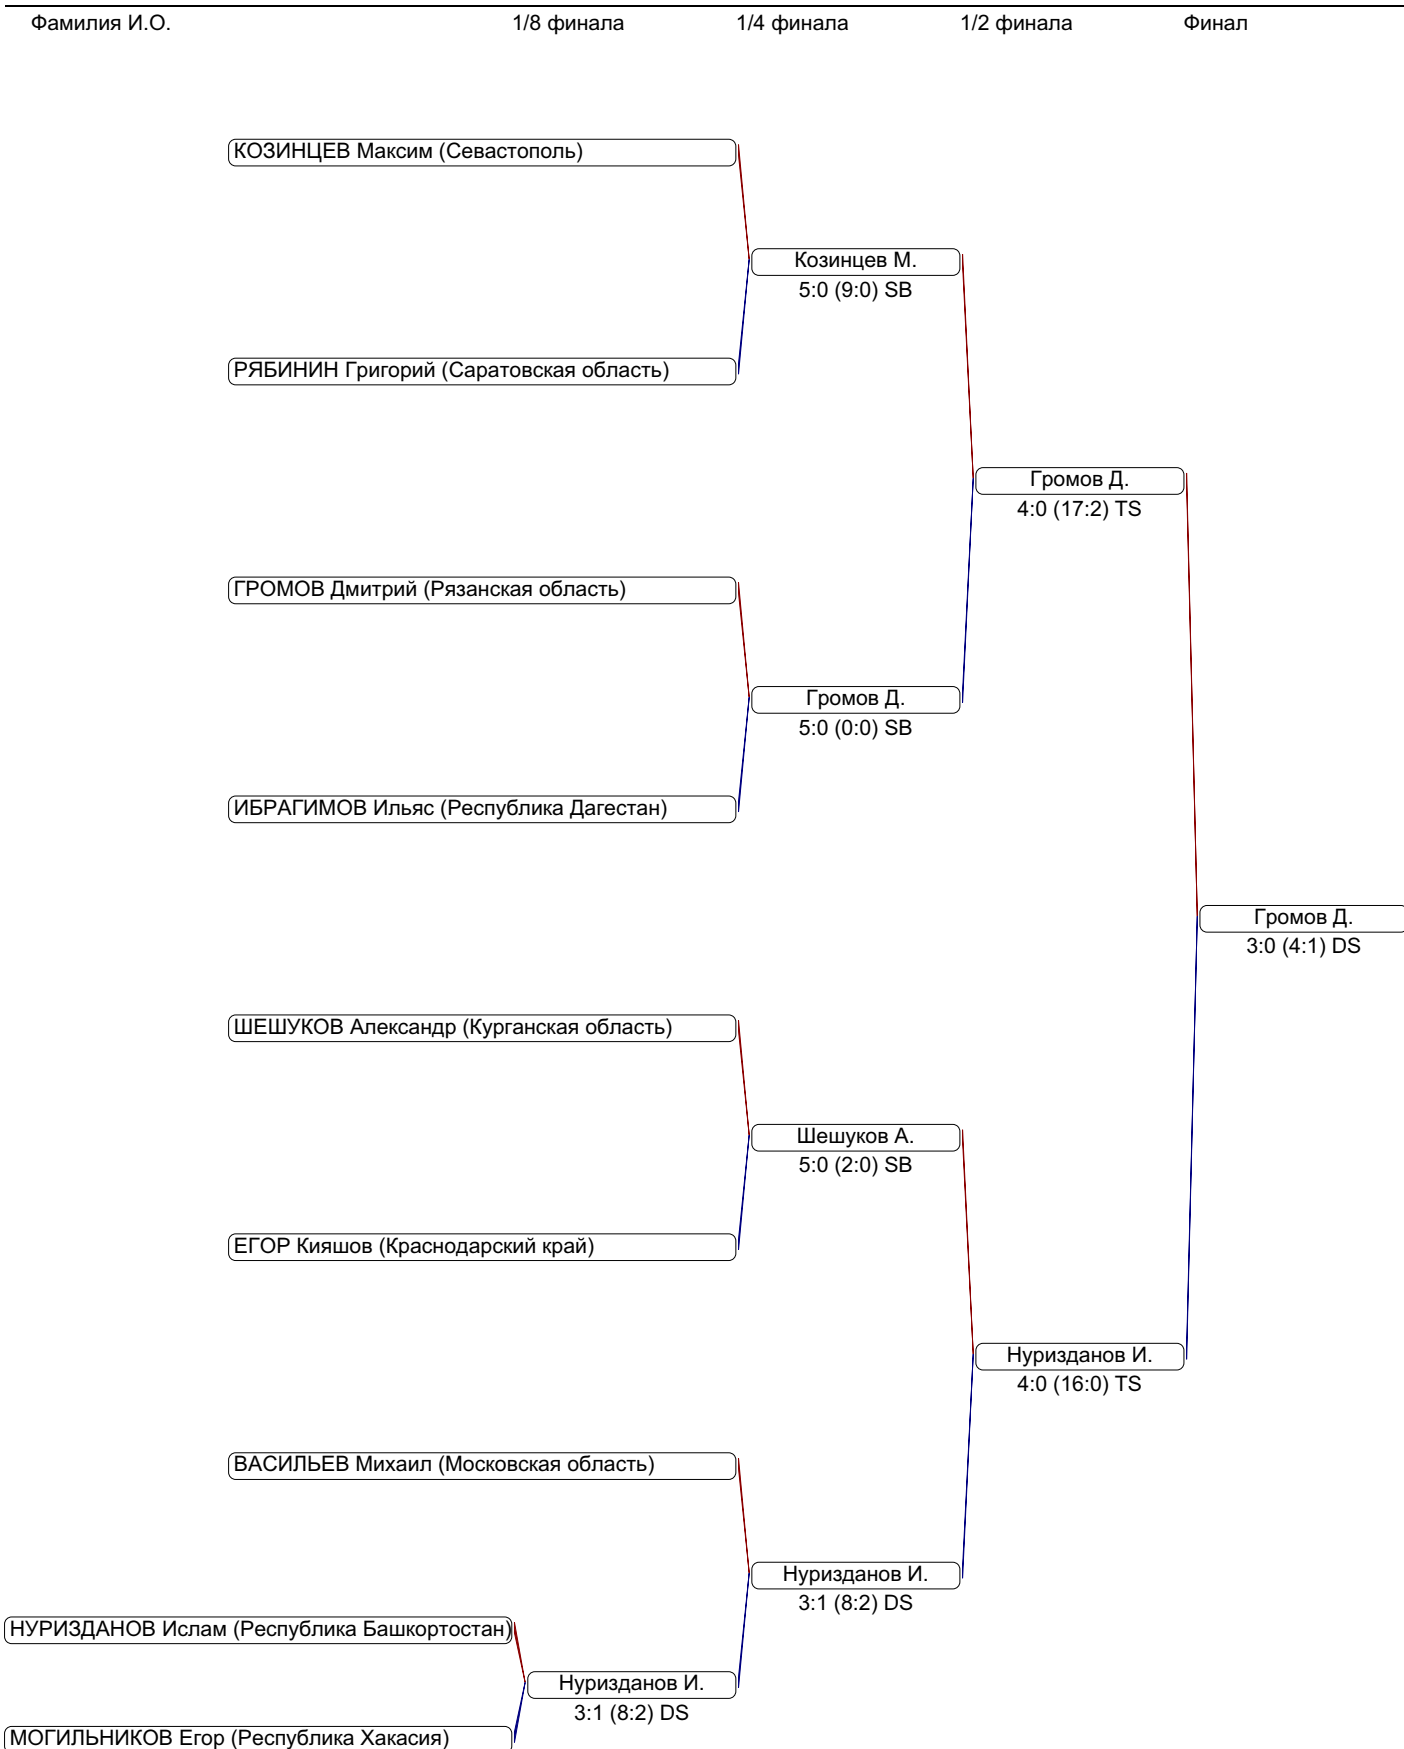 Фамилия И.О. 1/8 финала 1/4 финала 1/2 финала Финал
КОЗИНЦЕВ Максим (Севастополь)
Козинцев М.
5:0 (9:0) SB
РЯБИНИН Григорий (Саратовская область)
Громов Д.
4:0 (17:2) TS
ГРОМОВ Дмитрий (Рязанская область)
Громов Д.
5:0 (0:0) SB
ИБРАГИМОВ Ильяс (Республика Дагестан)
Громов Д.
3:0 (4:1) DS
ШЕШУКОВ Александр (Курганская область)
Шешуков А.
5:0 (2:0) SB
ЕГОР Кияшов (Краснодарский край)
Нуризданов И.
4:0 (16:0) TS
ВАСИЛЬЕВ Михаил (Московская область)
Нуризданов И.
3:1 (8:2) DS
НУРИЗДАНОВ Ислам (Республика Башкортостан)
Нуризданов И.
3:1 (8:2) DS
МОГИЛЬНИКОВ Егор (Республика Хакасия)